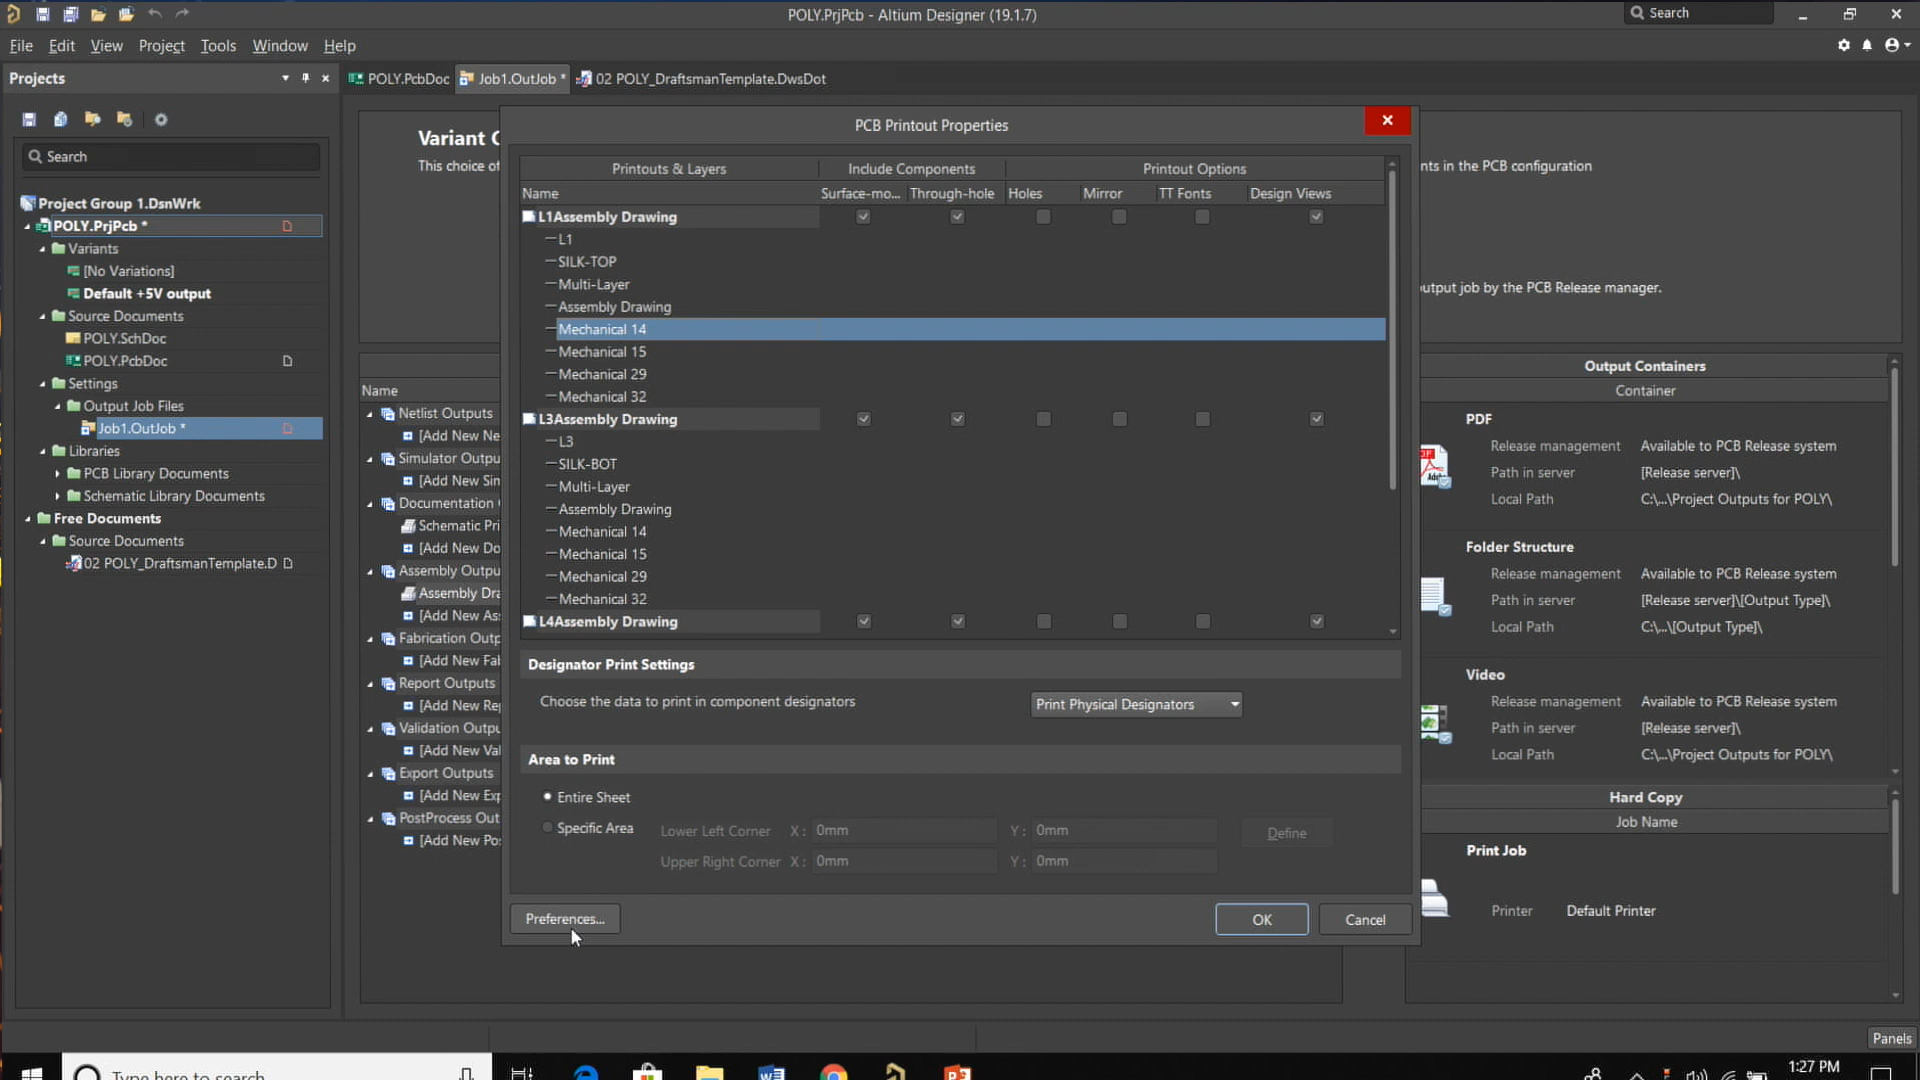 POLY.PrjPcb - Altium Designer (19.1.7)
Search
File Edit View Project Tools Window Help
Projects
POLY.PcbDoc
Job1.OutJob *
02 POLY_DraftsmanTemplate.DwsDot
Search
Project Group 1.DsnWrk
POLY.PrjPcb *
Variants
[No Variations]
Default +5V output
Source Documents
POLY.SchDoc
POLY.PcbDoc
Settings
Output Job Files
Job1.OutJob *
Libraries
PCB Library Documents
Schematic Library Documents
Free Documents
Source Documents
02 POLY_DraftsmanTemplate.D
Variant C
This choice of
nts in the PCB configuration
utput job by the PCB Release manager.
Name
Netlist Outputs
[Add New Ne
Simulator Outpu
[Add New Sim
Documentation
Schematic Pri
[Add New Do
Assembly Outpu
Assembly Dra
[Add New Ass
Fabrication Outp
[Add New Fab
Report Outputs
[Add New Rep
Validation Outpu
[Add New Val
Export Outputs
[Add New Exp
PostProcess Out
[Add New Pos
PCB Printout Properties
Printouts & Layers Include Components Printout Options
Name Surface-mo... Through-hole Holes Mirror TT Fonts Design Views
L1Assembly Drawing
L1
SILK-TOP
Multi-Layer
Assembly Drawing
Mechanical 14
Mechanical 15
Mechanical 29
Mechanical 32
L3Assembly Drawing
L3
SILK-BOT
Multi-Layer
Assembly Drawing
Mechanical 14
Mechanical 15
Mechanical 29
Mechanical 32
L4Assembly Drawing
Designator Print Settings
Choose the data to print in component designators
Print Physical Designators
Area to Print
Entire Sheet
Specific Area
Lower Left Corner X : 0mm Y : 0mm
Define
Upper Right Corner X : 0mm Y : 0mm
Preferences...
OK
Cancel
Output Containers
Container
PDF
Release management Available to PCB Release system
Path in server [Release server]\
Local Path C:\...\Project Outputs for POLY\
Folder Structure
Release management Available to PCB Release system
Path in server [Release server]\[Output Type]\
Local Path C:\...\[Output Type]\
Video
Release management Available to PCB Release system
Path in server [Release server]\
Local Path C:\...\Project Outputs for POLY\
Hard Copy
Job Name
Print Job
Printer Default Printer
Panels
Type here to search
1:27 PM